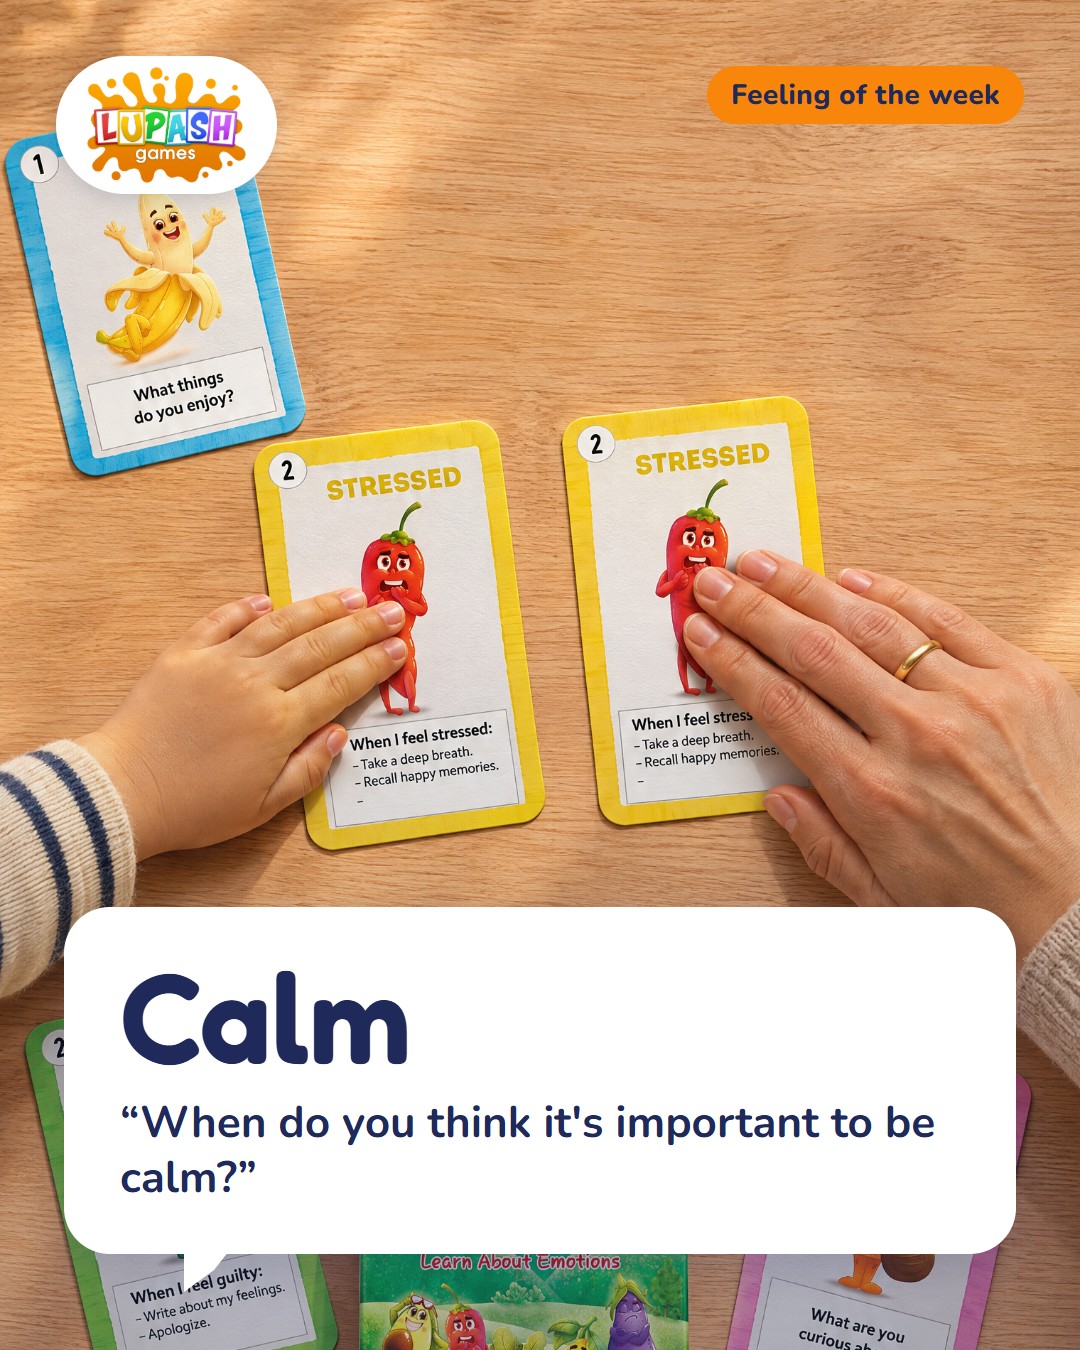 LUPASH
games
Feeling of the week
1
What things
do you enjoy?
2
STRESSED
When I feel stressed:
- Take a deep breath.
- Recall happy memories.
-
2
STRESSED
When I feel stress
- Take a deep breath.
- Recall happy memories.
-
Calm
“When do you think it's important to be
calm?”
2
When I feel guilty:
- Write about my feelings.
- Apologize.
Learn About Emotions
What are you
curious